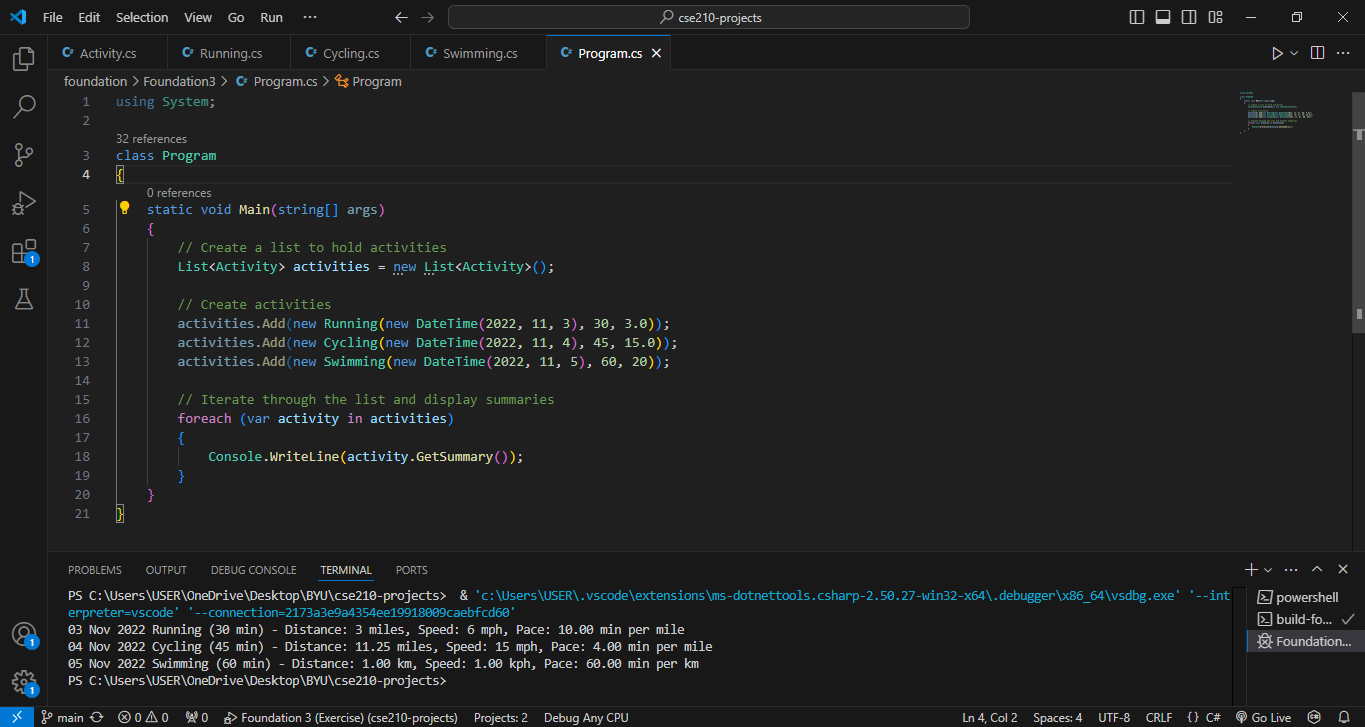 File Edit Selection View Go Run ··· cse210-projects
Activity.cs Running.cs Cycling.cs Swimming.cs Program.cs
foundation > Foundation3 > Program.cs > Program
1 using System;
2
32 references
3 class Program
4 {
0 references
5 static void Main(string[] args)
6 {
7 // Create a list to hold activities
8 List<Activity> activities = new List<Activity>();
9
10 // Create activities
11 activities.Add(new Running(new DateTime(2022, 11, 3), 30, 3.0));
12 activities.Add(new Cycling(new DateTime(2022, 11, 4), 45, 15.0));
13 activities.Add(new Swimming(new DateTime(2022, 11, 5), 60, 20));
14
15 // Iterate through the list and display summaries
16 foreach (var activity in activities)
17 {
18 Console.WriteLine(activity.GetSummary());
19 }
20 }
21 }
PROBLEMS OUTPUT DEBUG CONSOLE TERMINAL PORTS
PS C:\Users\USER\OneDrive\Desktop\BYU\cse210-projects> & 'c:\Users\USER\.vscode\extensions\ms-dotnettools.csharp-2.50.27-win32-x64\.debugger\x86_64\vsdbg.exe' '--int
erpreter=vscode' '--connection=2173a3e9a4354ee19918009caebfcd60'
03 Nov 2022 Running (30 min) - Distance: 3 miles, Speed: 6 mph, Pace: 10.00 min per mile
04 Nov 2022 Cycling (45 min) - Distance: 11.25 miles, Speed: 15 mph, Pace: 4.00 min per mile
05 Nov 2022 Swimming (60 min) - Distance: 1.00 km, Speed: 1.00 kph, Pace: 60.00 min per km
PS C:\Users\USER\OneDrive\Desktop\BYU\cse210-projects>
powershell
build-fo...
Foundation...
1
1
1
main 0 0 0 Foundation 3 (Exercise) (cse210-projects) Projects: 2 Debug Any CPU Ln 4, Col 2 Spaces: 4 UTF-8 CRLF { } C# Go Live